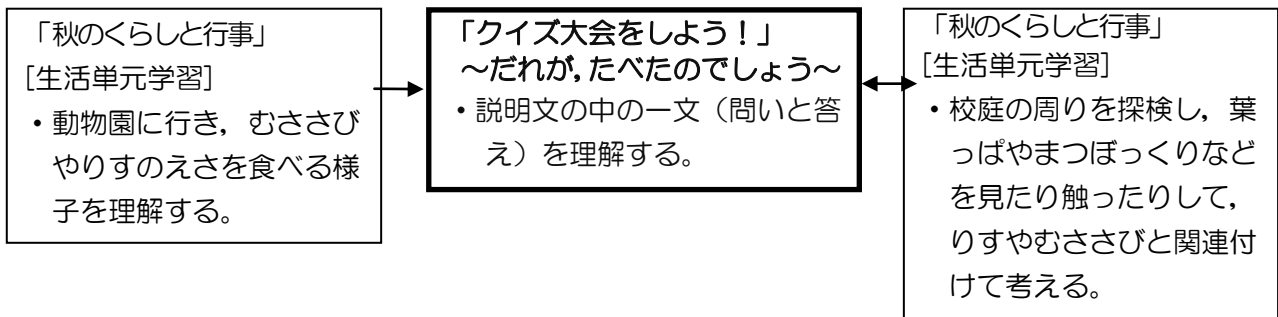 「秋のくらしと行事」
[生活単元学習]
・動物園に行き，むささび
やりすのえさを食べる様
子を理解する。
「クイズ大会をしよう！」
～だれが，たべたのでしょう～
・説明文の中の一文（問いと答
え）を理解する。
「秋のくらしと行事」
[生活単元学習]
・校庭の周りを探検し，葉
っぱやまつぼっくりなど
を見たり触ったりして，
りすやむささびと関連付
けて考える。